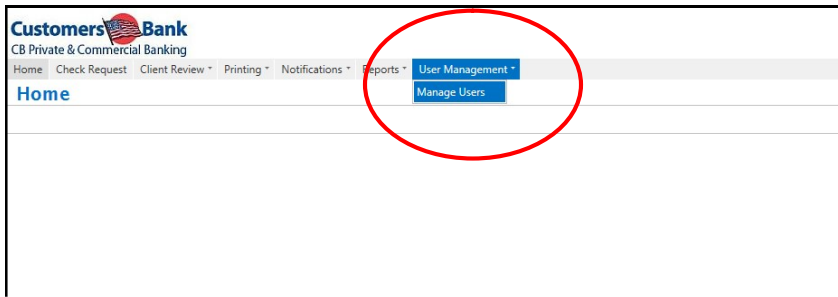 Customers Bank
CB Private & Commercial Banking
Home Check Request Client Review Printing Notifications Reports User Management
Manage Users
Home